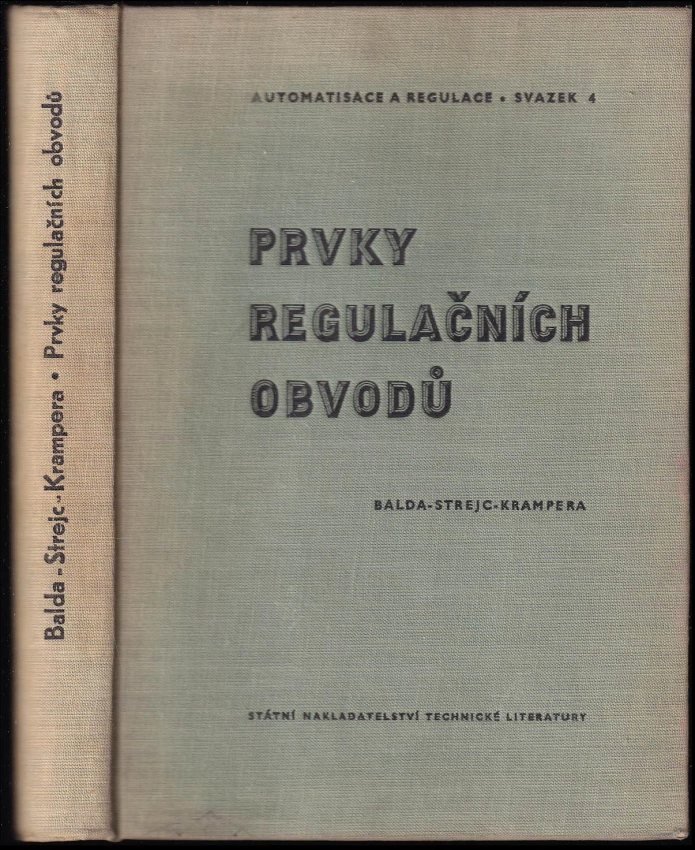 Balda - Strejc - Krampera • Prvky regulačních obvodů
AUTOMATISACE A REGULACE • SVAZEK 4
PRVKY
REGULAČNÍCH
OBVODŮ
BALDA-STREJC-KRAMPERA
STÁTNÍ NAKLADATELSTVÍ TECHNICKÉ LITERATURY